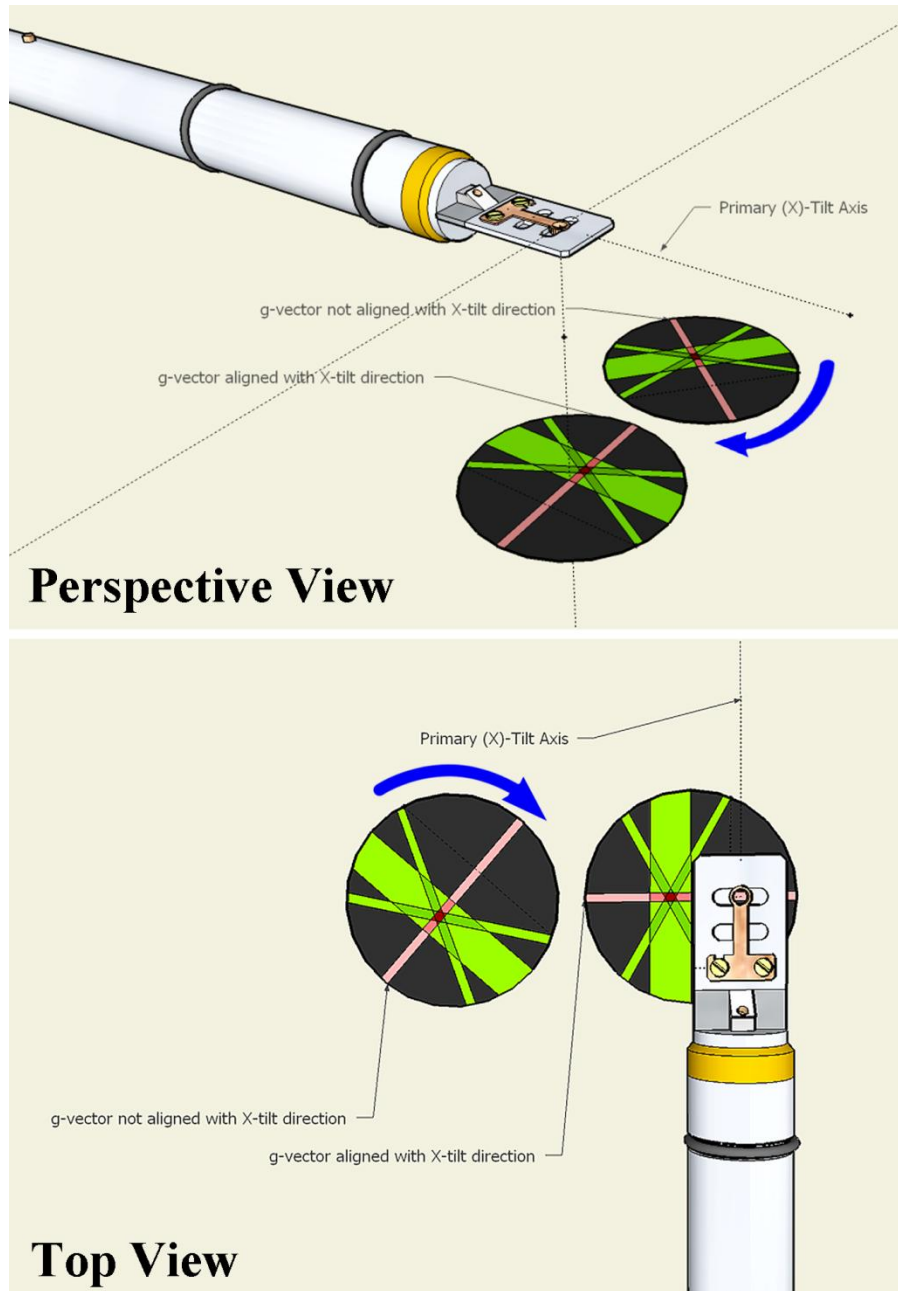 Primary (X)-Tilt Axis
g-vector not aligned with X-tilt direction
g-vector aligned with X-tilt direction
Perspective View
Primary (X)-Tilt Axis
g-vector not aligned with X-tilt direction
g-vector aligned with X-tilt direction
Top View